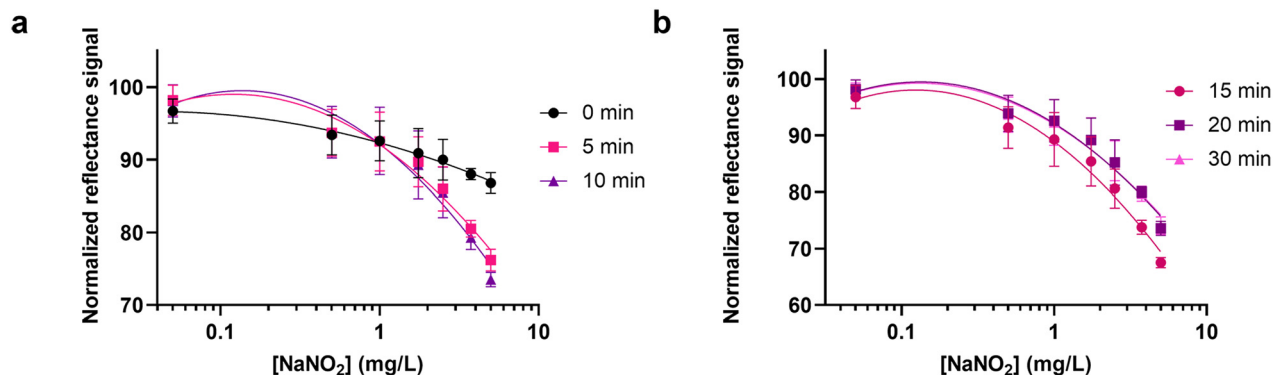 a
Normalized reflectance signal
100
90
80
70
0.1
1
10
[NaNO₂] (mg/L)
0 min
5 min
10 min
b
Normalized reflectance signal
100
90
80
70
60
0.1
1
10
[NaNO₂] (mg/L)
15 min
20 min
30 min